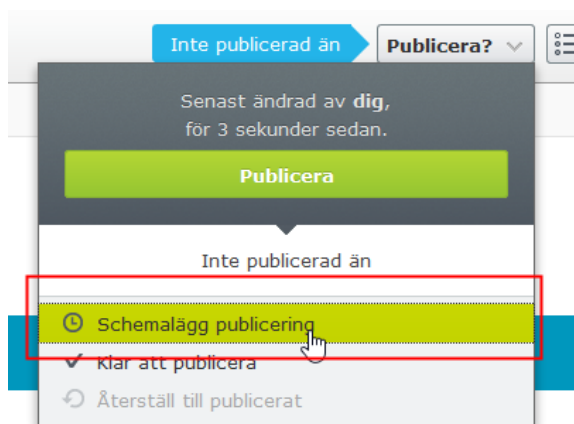 Inte publicerad än
Publicera?
Senast ändrad av dig,
för 3 sekunder sedan.
Publicera
Inte publicerad än
Schemalägg publicering
Klar att publicera
Återställ till publicerat